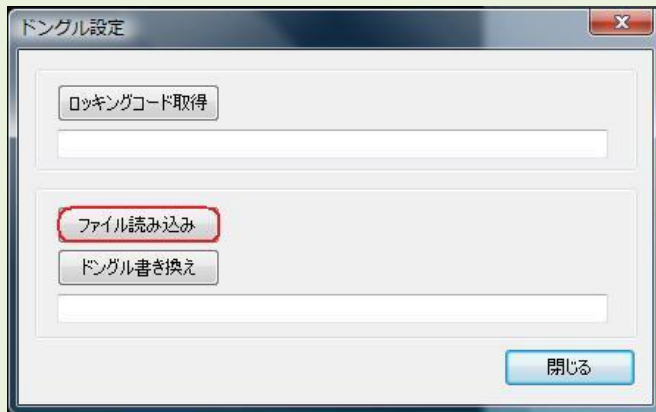 ドングル設定
ロッキングコード取得
ファイル読み込み
ドングル書き換え
閉じる